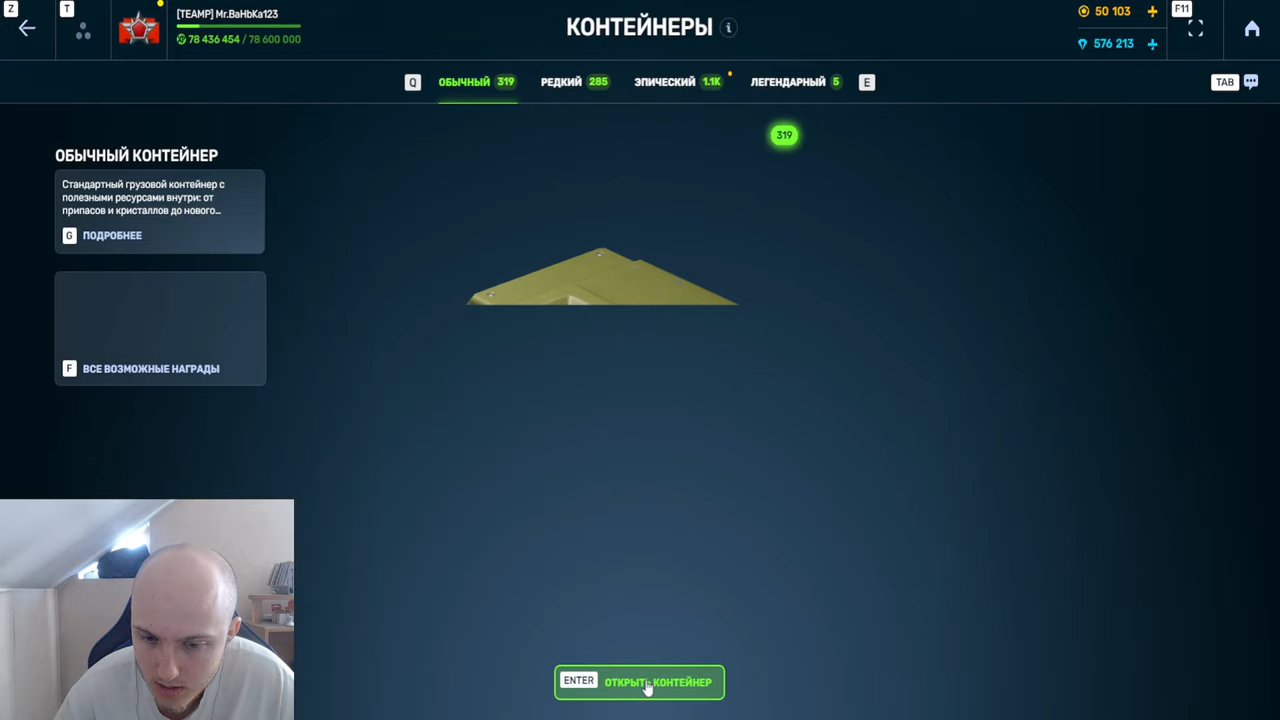 Z
T
[TEAMP] Mr.BaHbKa123
78 436 454 / 78 600 000
КОНТЕЙНЕРЫ
50 103
576 213
F11
Q
ОБЫЧНЫЙ 319
РЕДКИЙ 285
ЭПИЧЕСКИЙ 1.1K
ЛЕГЕНДАРНЫЙ 5
E
TAB
319
ОБЫЧНЫЙ КОНТЕЙНЕР
Стандартный грузовой контейнер с
полезными ресурсами внутри: от
припасов и кристаллов до нового...
G ПОДРОБНЕЕ
F ВСЕ ВОЗМОЖНЫЕ НАГРАДЫ
ENTER ОТКРЫТЬ КОНТЕЙНЕР